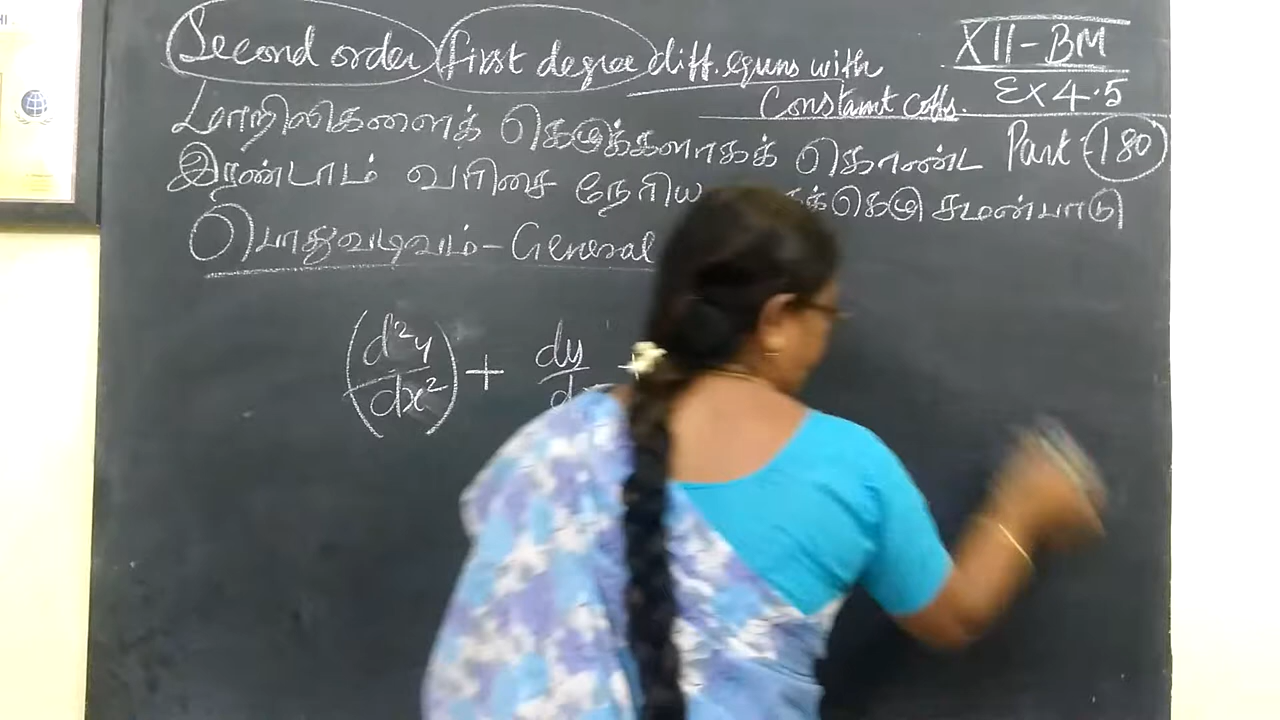 Second order first degree diff. equns with
Constant coffs.
XII-BM
Ex 4.5
Part 180
மாறிலிகளைக் கெழுக்களாகக் கொண்ட
இரண்டாம் வரிசை நேரிய கெழு சமன்பாடு
பொதுவடிவம் - General
(d²y/dx²) + dy